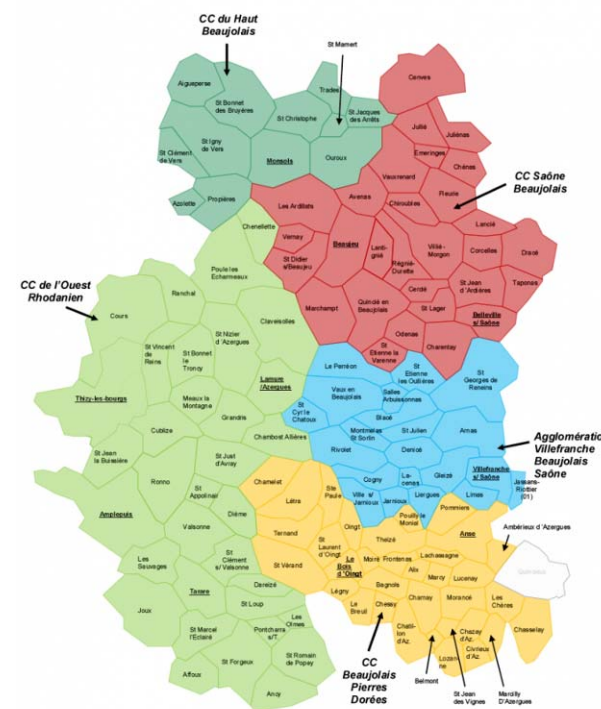 CC du Haut
Beaujolais
St Mamert
Cenves
Aigueperse
Trades
St Bonnet
des Bruyères
St Christophe
St Jacques
des Arrêts
Jullié
Juliénas
St Igny
de Vers
Emeringes
St Clément
de Vers
Monsols
Ouroux
Chénas
Vauxrenard
CC Saône
Beaujolais
Fleurie
Propières
Avenas
Chiroubles
Azolette
Les Ardillats
Chenelette
Lancié
Vernay
Beaujeu
Lanti-
gnié
Villié-
Morgon
Corcelles
Dracé
St Didier
s/Beaujeu
Régnié-
Durette
Poule les
Echarmeaux
CC de l'Ouest
Rhodanien
Cercié
St Jean
d'Ardières
Taponas
Ranchal
Marchampt
Quincié en
Beaujolais
St Lager
Cours
Claveisolles
Belleville
s/ Saône
St Nizier
d'Azergues
Odenas
St Vincent
de Reins
St
Etienne la
Varenne
Charentay
St Bonnet
le
Troncy
Le Perréon
St
Etienne
les Oullières
St
Georges de
Reneins
Lamure
/Azergues
Vaux en
Beaujolais
Salles
Arbuissonnas
Thizy-les-bourgs
Meaux la
Montagne
St
Cyr le
Chatoux
Blacé
Grandris
Montmelas
St Sorlin
St Julien
Arnas
Agglomération
Villefranche
Beaujolais
Saône
Cublize
Chambost Allières
Rivolet
Denicé
St Jean
la Bussière
St Just
d'Avray
Cogny
La-
cenas
Gleizé
Villefranche
s/ Saône
Ronno
Chamelet
Ste
Paule
Ville s/
Jarnioux
Jarnioux
Liergues
Limas
Jassans-
Riottier
(01)
St
Appolinair
Létra
Amplepuis
Oingt
Pouilly le
Monial
Pommiers
Dième
Valsonne
Ternand
St
Laurent
d'Oingt
Theizé
Anse
Ambérieux d'Azergues
Les
Sauvages
St
Clément
s/ Valsonne
St Vérand
Le
Bois
d'Oingt
Moiré
Frontenas
Lachassagne
Alix
Marcy
Lucenay
Dareizé
Légny
Bagnols
Tarare
Joux
St Loup
Le
Breuil
Chessy
Charnay
Morancé
Les
Chères
Les
Olmes
Chatil-
lon
d'Az.
Chazay
d'Az.
Chasselay
St Marcel
l'Eclairé
Pontcharra
s/T.
Civrieux
d'Az.
Lozan-
ne
St Romain
de Popey
St Forgeux
CC
Beaujolais
Pierres
Dorées
Affoux
Belmont
Ancy
St Jean
des Vignes
Marcilly
D'Azergues